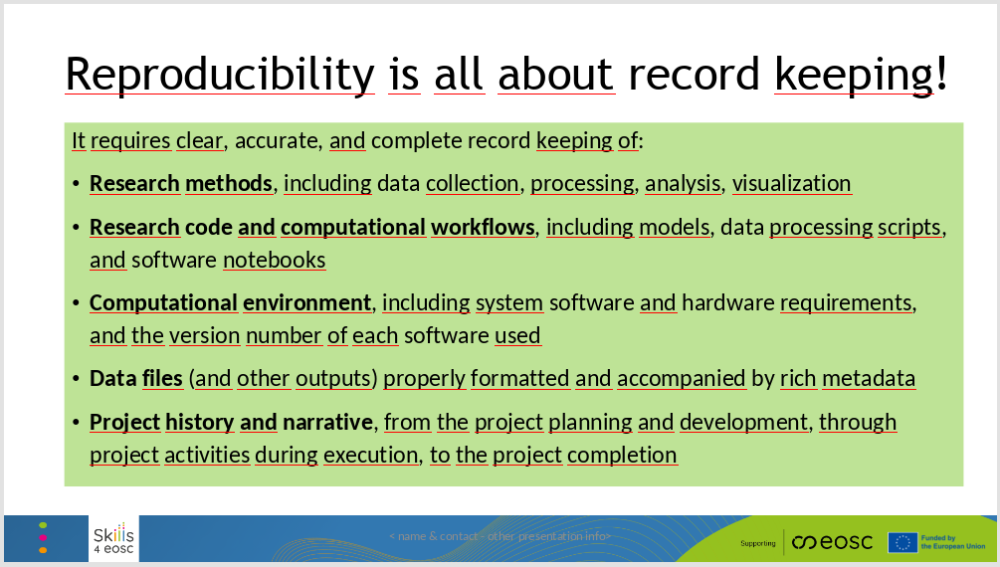 Reproducibility is all about record keeping!
It requires clear, accurate, and complete record keeping of:
• Research methods, including data collection, processing, analysis, visualization
• Research code and computational workflows, including models, data processing scripts,
and software notebooks
• Computational environment, including system software and hardware requirements,
and the version number of each software used
• Data files (and other outputs) properly formatted and accompanied by rich metadata
• Project history and narrative, from the project planning and development, through
project activities during execution, to the project completion
Skills
4 eosc
< name & contact - other presentation info>
Supporting
eosc
Funded by
the European Union